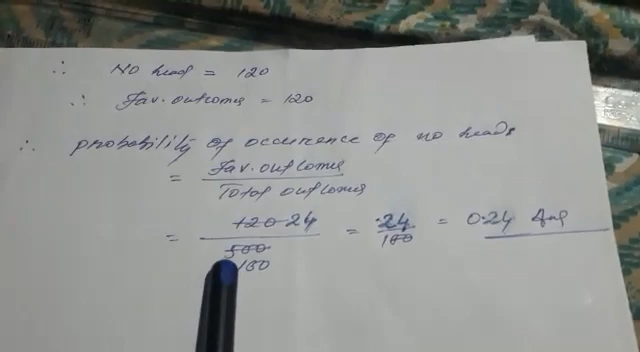 ∴ No head = 120
∴ Fav. outcomes = 120
∴ probability of occurence of no heads
= Fav. outcomes
Total outcomes
= 120 24 = .24 = 0.24 Ans
500 100
100